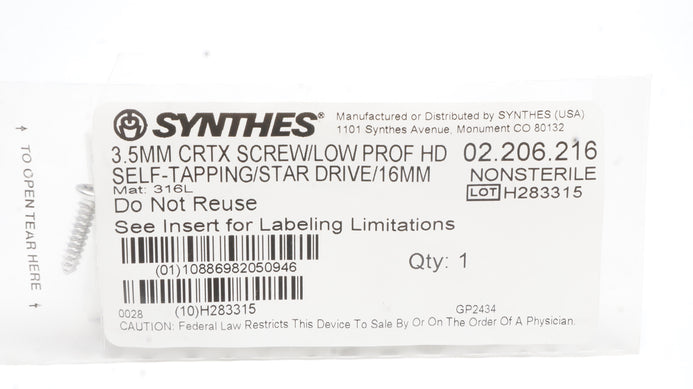 SYNTHES®
Manufactured or Distributed by SYNTHES (USA)
1101 Synthes Avenue, Monument CO 80132
3.5MM CRTX SCREW/LOW PROF HD 02.206.216
SELF-TAPPING/STAR DRIVE/16MM NONSTERILE
Mat: 316L LOT H283315
Do Not Reuse
See Insert for Labeling Limitations
(01)10886982050946 Qty: 1
0028 (10)H283315 GP2434
CAUTION: Federal Law Restricts This Device To Sale By Or On The Order Of A Physician.
↑ TO OPEN TEAR HERE ↑